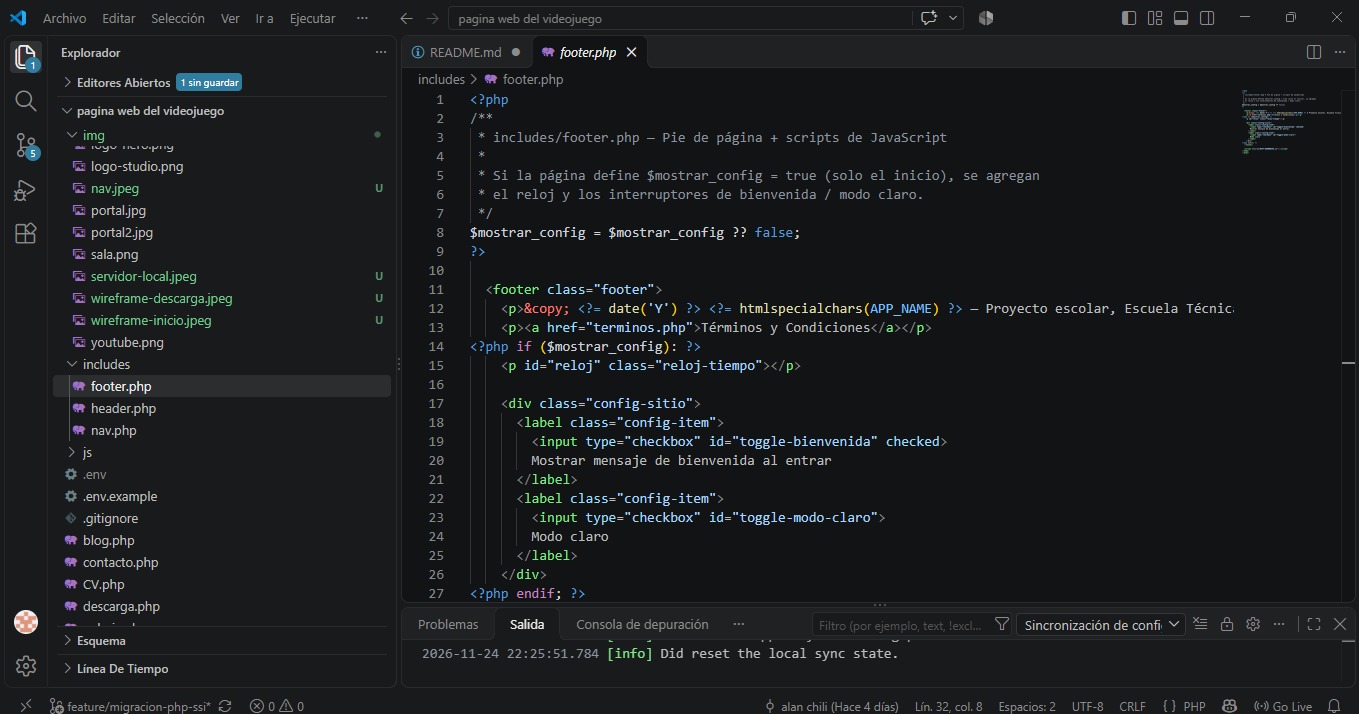 Archivo Editar Selección Ver Ir a Ejecutar ···
pagina web del videojuego
Explorador
Editores Abiertos 1 sin guardar
pagina web del videojuego
img
logo-hero.png
logo-studio.png
nav.jpeg U
portal.jpg
portal2.jpg
sala.png
servidor-local.jpeg U
wireframe-descarga.jpeg U
wireframe-inicio.jpeg U
youtube.png
includes
footer.php
header.php
nav.php
js
.env
.env.example
.gitignore
blog.php
contacto.php
CV.php
descarga.php
Esquema
Línea De Tiempo
1
5
README.md
footer.php
includes > footer.php
1 <?php
2 /**
3 * includes/footer.php — Pie de página + scripts de JavaScript
4 *
5 * Si la página define $mostrar_config = true (solo el inicio), se agregan
6 * el reloj y los interruptores de bienvenida / modo claro.
7 */
8 $mostrar_config = $mostrar_config ?? false;
9 ?>
10
11 <footer class="footer">
12 <p>&copy; <?= date('Y') ?> <?= htmlspecialchars(APP_NAME) ?> — Proyecto escolar, Escuela Técnic
13 <p><a href="terminos.php">Términos y Condiciones</a></p>
14 <?php if ($mostrar_config): ?>
15 <p id="reloj" class="reloj-tiempo"></p>
16
17 <div class="config-sitio">
18 <label class="config-item">
19 <input type="checkbox" id="toggle-bienvenida" checked>
20 Mostrar mensaje de bienvenida al entrar
21 </label>
22 <label class="config-item">
23 <input type="checkbox" id="toggle-modo-claro">
24 Modo claro
25 </label>
26 </div>
27 <?php endif; ?>
Problemas Salida Consola de depuración ···
Filtro (por ejemplo, text, !excl...
Sincronización de confi
2026-11-24 22:25:51.784 [info] Did reset the local sync state.
feature/migracion-php-ssi* 0 0
alan chili (Hace 4 días) Lín. 32, col. 8 Espacios: 2 UTF-8 CRLF { } PHP Go Live